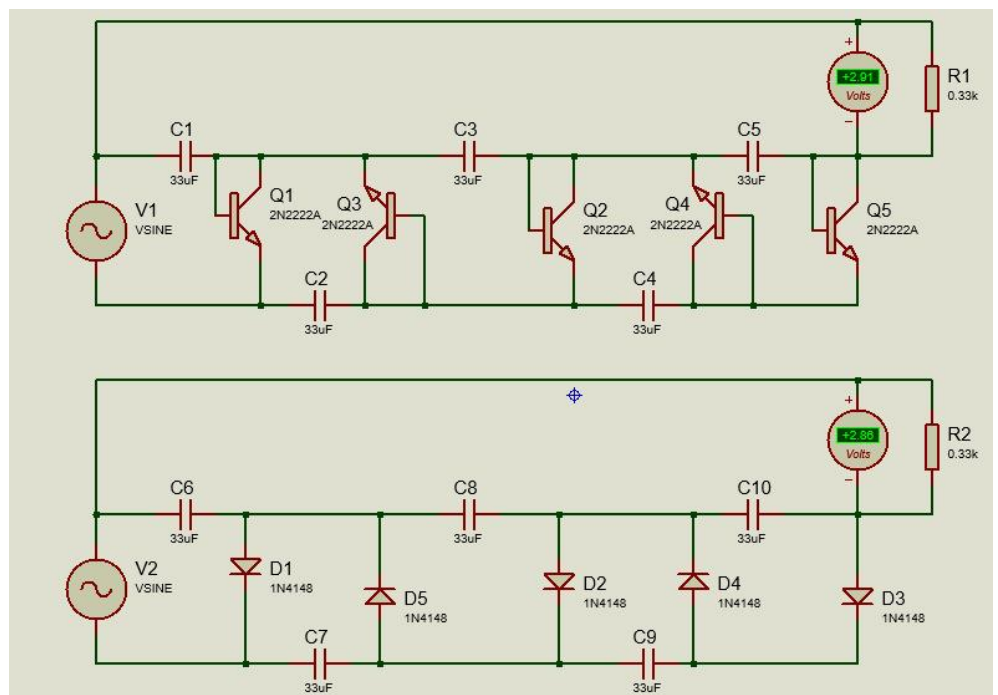 +
+2.91
Volts
−
R1
0.33k
C1
33uF
C3
33uF
C5
33uF
V1
VSINE
Q1
2N2222A
Q3
2N2222A
Q2
2N2222A
Q4
2N2222A
Q5
2N2222A
C2
33uF
C4
33uF
+
+2.86
Volts
−
R2
0.33k
C6
33uF
C8
33uF
C10
33uF
V2
VSINE
D1
1N4148
D5
1N4148
D2
1N4148
D4
1N4148
D3
1N4148
C7
33uF
C9
33uF